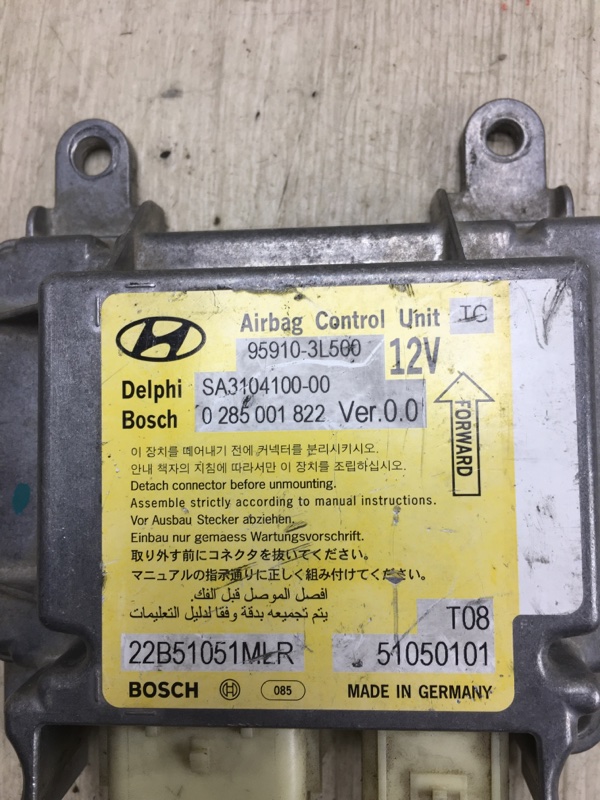 Airbag Control Unit IC
95910-3L500 12V
Delphi SA3104100-00
Bosch 0 285 001 822 Ver.0.0
FORWARD
이 장치를 떼어내기 전에 커넥터를 분리시키시오.
안내 책자의 지침에 따라서만 이 장치를 조립하십시오.
Detach connector before unmounting.
Assemble strictly according to manual instructions.
Vor Ausbau Stecker abziehen.
Einbau nur gemaess Wartungsvorschrift.
取り外す前にコネクタを抜いてください。
マニュアルの指示通りに正しく組み付けてください。
افصل الموصل قبل الفك.
يتم تجميعه بدقة وفقا لدليل التعليمات
T08
22B51051MLR 51050101
BOSCH 085 MADE IN GERMANY